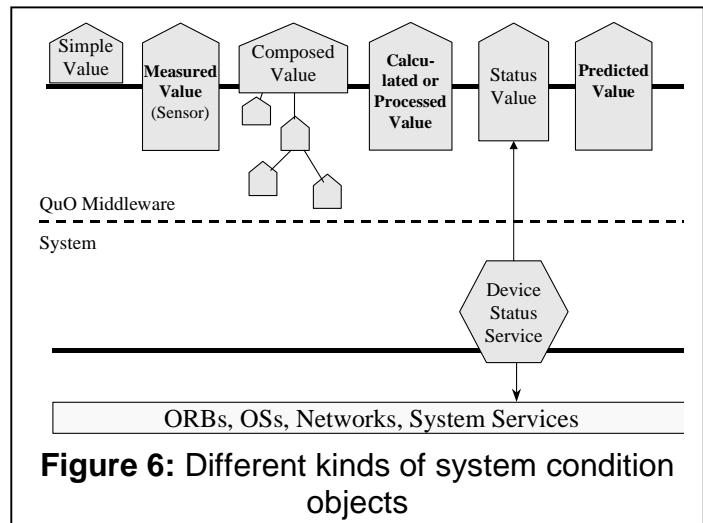 Simple
Value
Measured
Value
(Sensor)
Composed
Value
Calcu-
lated or
Processed
Value
Status
Value
Predicted
Value
QuO Middleware
System
Device
Status
Service
ORBs, OSs, Networks, System Services
Figure 6: Different kinds of system condition
objects